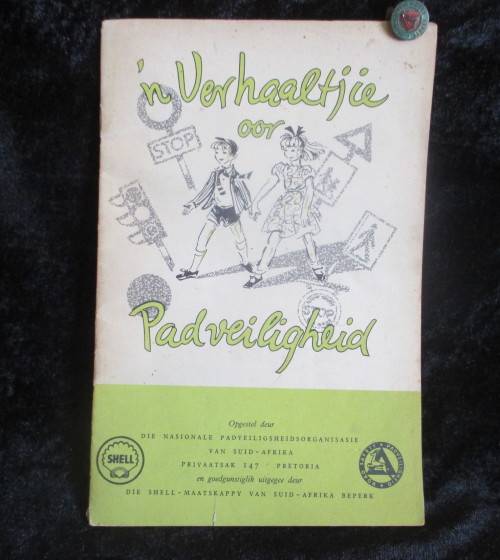 'n Verhaaltjie
oor
STOP
Padveiligheid
Opgestel deur
DIE NASIONALE PADVEILIGHEIDSORGANISASIE
VAN SUID-AFRIKA
PRIVAATSAK 147 · PRETORIA
en goedgunstiglik uitgegee deur
DIE SHELL-MAATSKAPPY VAN SUID-AFRIKA BEPERK
SHELL